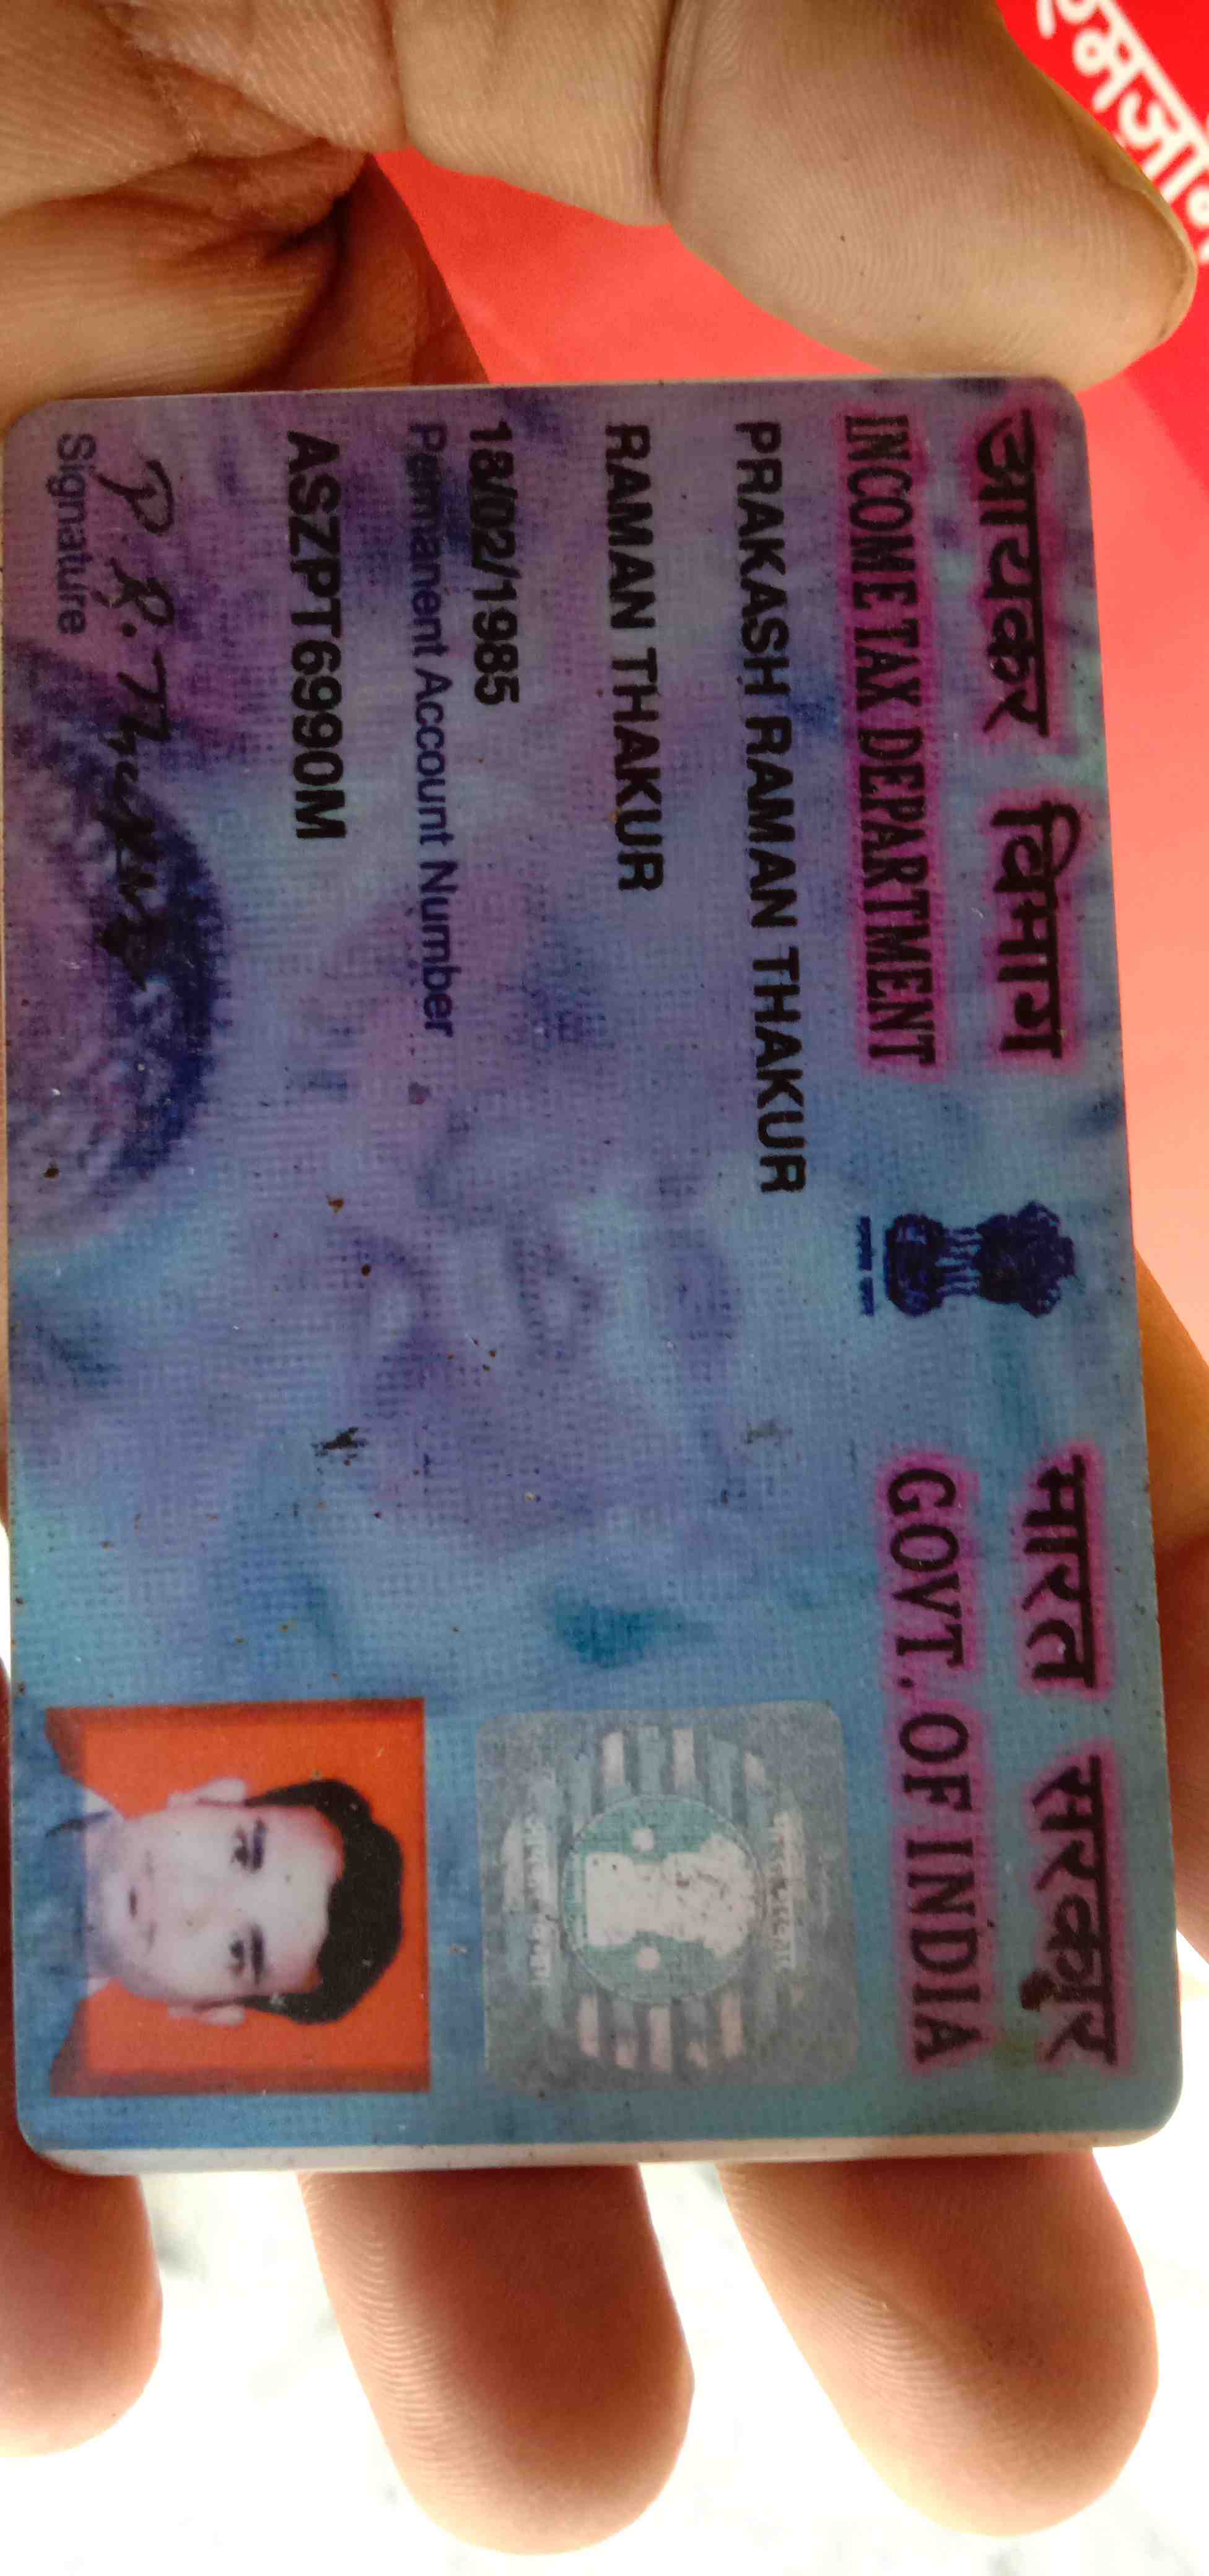 आयकर विभाग
INCOME TAX DEPARTMENT
भारत सरकार
GOVT. OF INDIA
PRAKASH RAMAN THAKUR
RAMAN THAKUR
18/02/1985
Permanent Account Number
ASZPT6990M
Signature